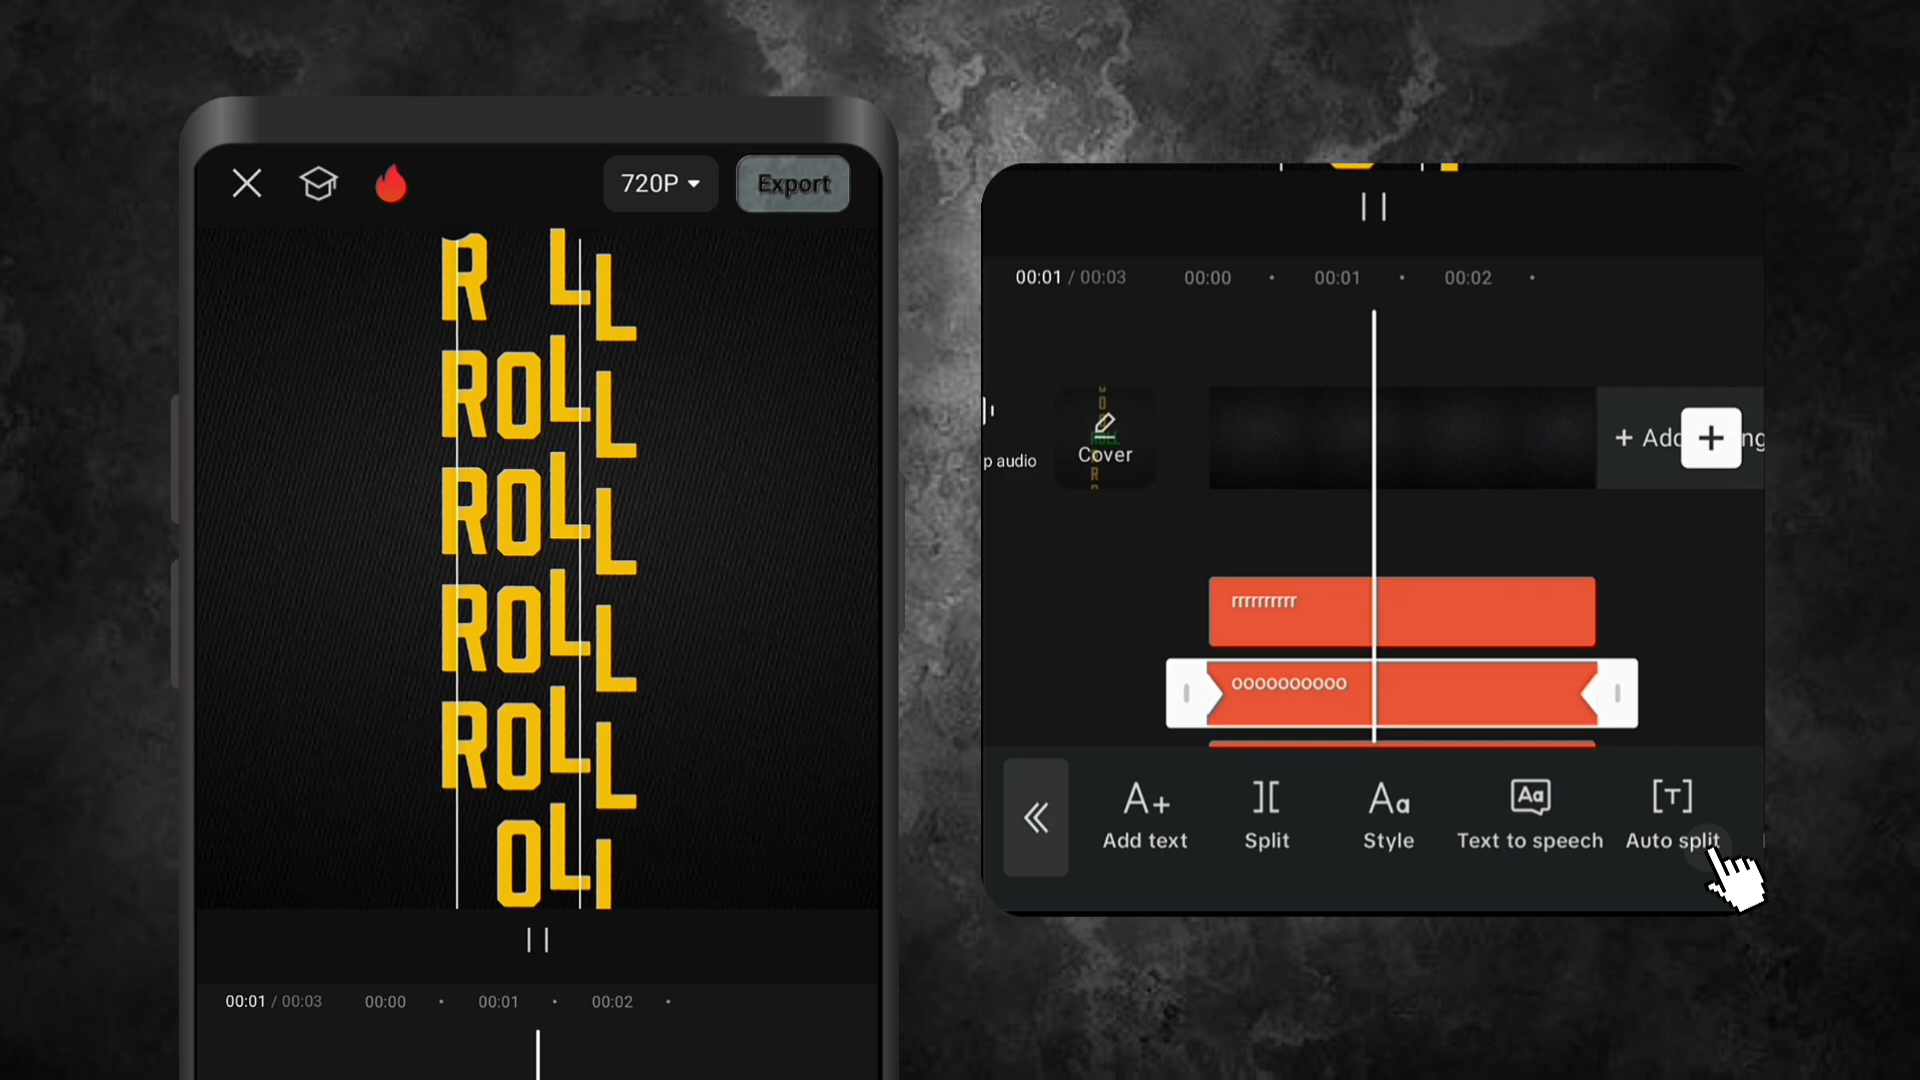 720P
Export
R LL
ROLL
ROLL
ROLL
ROLL
OL
00:01 / 00:03 00:00 00:01 00:02
00:01 / 00:03 00:00 00:01 00:02
p audio
Cover
+ Add
ng
rrrrrrrrrr
oooooooooo
Add text
Split
Style
Text to speech
Auto split